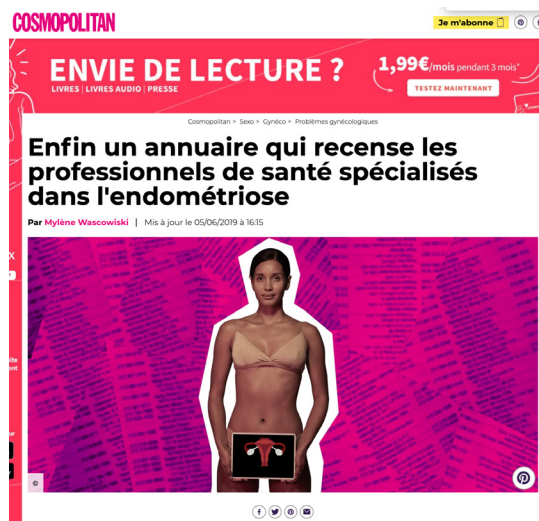 COSMOPOLITAN
Je m'abonne
ENVIE DE LECTURE ?
LIVRES | LIVRES AUDIO | PRESSE
1,99€/mois pendant 3 mois*
TESTEZ MAINTENANT
Cosmopolitan > Sexo > Gynéco > Problèmes gynécologiques
Enfin un annuaire qui recense les
professionnels de santé spécialisés
dans l'endométriose
Par Mylène Wascowiski | Mis à jour le 05/06/2019 à 16:15
©